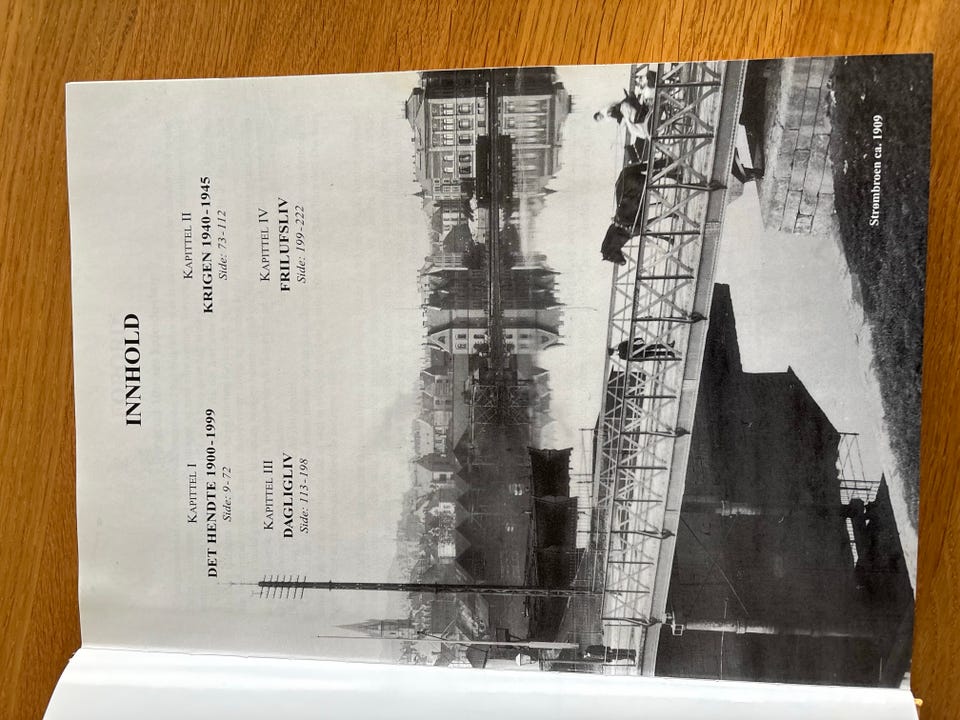 INNHOLD
KAPITTEL I
DET HENDTE 1900-1999
Side: 9-72
KAPITTEL II
KRIGEN 1940-1945
Side: 73-112
KAPITTEL III
DAGLIGLIV
Side: 113-198
KAPITTEL IV
FRILUFSLIV
Side: 199-222
Strømbroen ca. 1909